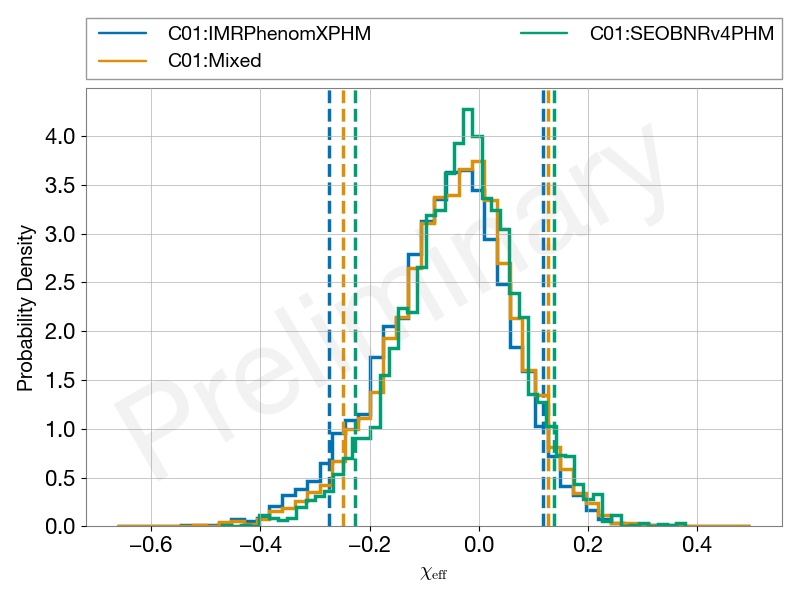 C01:IMRPhenomXPHM
C01:Mixed
C01:SEOBNRv4PHM
Probability Density
4.0
3.5
3.0
2.5
2.0
1.5
1.0
0.5
0.0
Preliminary
−0.6 −0.4 −0.2 0.0 0.2 0.4
χeff